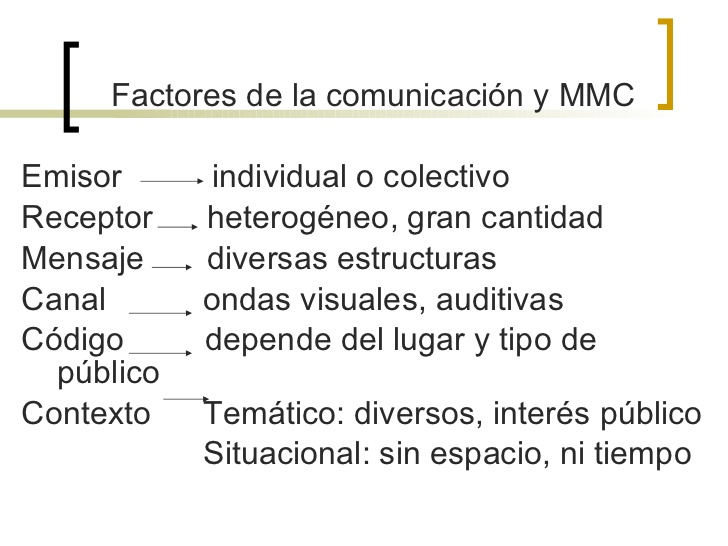 Factores de la comunicación y MMC
Emisor individual o colectivo
Receptor heterogéneo, gran cantidad
Mensaje diversas estructuras
Canal ondas visuales, auditivas
Código depende del lugar y tipo de
público
Contexto Temático: diversos, interés público
Situacional: sin espacio, ni tiempo